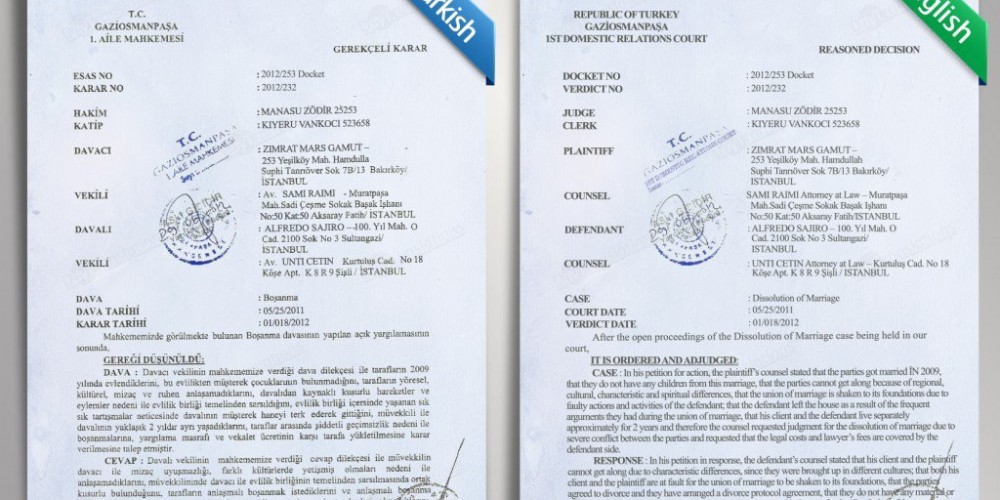 Turkish
T.C.
GAZİOSMANPAŞA
1. AİLE MAHKEMESİ
GEREKÇELİ KARAR
ESAS NO : 2012/253 Docket
KARAR NO : 2012/232
HAKİM : MANASU ZÖDİR 25253
KATİP : KIYERU VANKOCI 523658
T.C.
GAZİOSMANPAŞA
1. AİLE MAHKEMESİ
DAVACI : ZIMRAT MARS GAMUT –
253 Yeşilköy Mah. Hamdulla
Suphi Tannöver Sok 7B/13 Bakırköy/
İSTANBUL
VEKİLİ : Av. SAMI RAIMI - Muratpaşa
Mah.Sadi Çeşme Sokak Başak İşhanı
No:50 Kat:50 Aksaray Fatih/ İSTANBUL
DAVALI : ALFREDO SAJIRO –100. Yıl Mah. O
Cad. 2100 Sok No 3 Sultangazi/
İSTANBUL
VEKİLİ : Av. UNTI CETIN Kurtuluş Cad. No 18
Köşe Apt. K 8 R 9 Şişli / İSTANBUL
DAVA : Boşanma
DAVA TARİHİ : 05/25/2011
KARAR TARİHİ : 01/018/2012
Mahkememizde görülmekte bulunan Boşanma davasının yapılan açık yargılamasının
sonunda,
GEREĞİ DÜŞÜNÜLDÜ:
DAVA : Davacı vekilinin mahkememize verdiği dava dilekçesi ile tarafların 2009
yılında evlendiklerini, bu evlikten müşterek çocuklarının bulunmadığını, tarafların yöresel,
kültürel, mizaç ve ruhen anlaşamadıklarını, davalıdan kaynaklı kusurlu hareketler ve
eylemler nedeni ile evlilik birliği temelinden sarsıldığını, evlilik birliği içersinde yaşanan sık
sık tartışmalar neticesinde davalının müşterek haneyi terk ederek gittiğini, müvekkili ile
davalının yaklaşık 2 yıldır ayrı yaşadıklarını, taraflar arasında şiddetli geçimsizlik nedeni ile
boşanmalarına, yargılama masrafı ve vekalet ücretinin karşı tarafa yükletilmesine karar
verilmesine talep etmiştir.
CEVAP : Davalı vekilinin mahkememize verdiği cevap dilekçesi ile müvekkilin
davacı ile mizaç uyuşmazlığı, farklı kültürlerde yetişmiş olmaları nedeni ile
anlaşamadıklarını, müvekkilininde davacı ile evlilik birliğinin temelinden sarsılmasında ortak
kusurlu bulunduğunu, tarafların anlaşmalı boşanmak istediklerini ve anlaşmalı boşanma
English
REPUBLIC OF TURKEY
GAZİOSMANPAŞA
1ST DOMESTIC RELATIONS COURT
REASONED DECISION
DOCKET NO : 2012/253 Docket
VERDICT NO : 2012/232
JUDGE : MANASU ZÖDİR 25253
CLERK : KIYERU VANKOCI 523658
T.C.
GAZİOSMANPAŞA
1ST DOMESTIC RELATIONS COURT
PLAINTIFF : ZIMRAT MARS GAMUT –
253 Yeşilköy Mah. Hamdullah
Suphi Tannöver Sok 7B/13 Bakırköy/
İSTANBUL
COUNSEL SAMI RAIMI Attorney at Law – Muratpaşa
Mah.Sadi Çeşme Sokak Başak İşhanı
No:50 Kat:50 Aksaray Fatih/İSTANBUL
DEFENDANT : ALFREDO SAJIRO – 100. Yıl Mah. O
Cad. 2100 Sok No 3 Sultangazi/
İSTANBUL
COUNSEL : UNTI CETIN Attorney at Law – Kurtuluş Cad. No 18
Köşe Apt. K 8 R 9 Şişli / İSTANBUL
CASE : Dissolution of Marriage
COURT DATE : 05/25/2011
VERDICT DATE : 01/018/2012
After the open proceedings of the Dissolution of Marriage case being held in our
court,
IT IS ORDERED AND ADJUDGED:
CASE : In his petition for action, the plaintiff's counsel stated that the parties got married IN 2009,
that they do not have any children from this marriage, that the parties cannot get along because of regional,
cultural, characteristic and spiritual differences, that the union of marriage is shaken to its foundations due to
faulty actions and activities of the defendant; that the defendant left the house as a result of the frequent
arguments they had during the union of marriage, that his client and the defendant live separately
approximately for 2 years and therefore the counsel requested judgment for the dissolution of marriage due to
severe conflict between the parties and requested that the legal costs and lawyer's fees are covered by the
defendant side.
RESPONSE : In his petition in response, the defendant's counsel stated that his client and the plaintiff
cannot get along due to characteristic differences, since they were brought up in different cultures; that both his
client and the plaintiff are at fault for the union of marriage to be shaken to its foundations, that the parties
agreed to divorce and they have arranged a divorce protocol agreement, that they do not have any material or